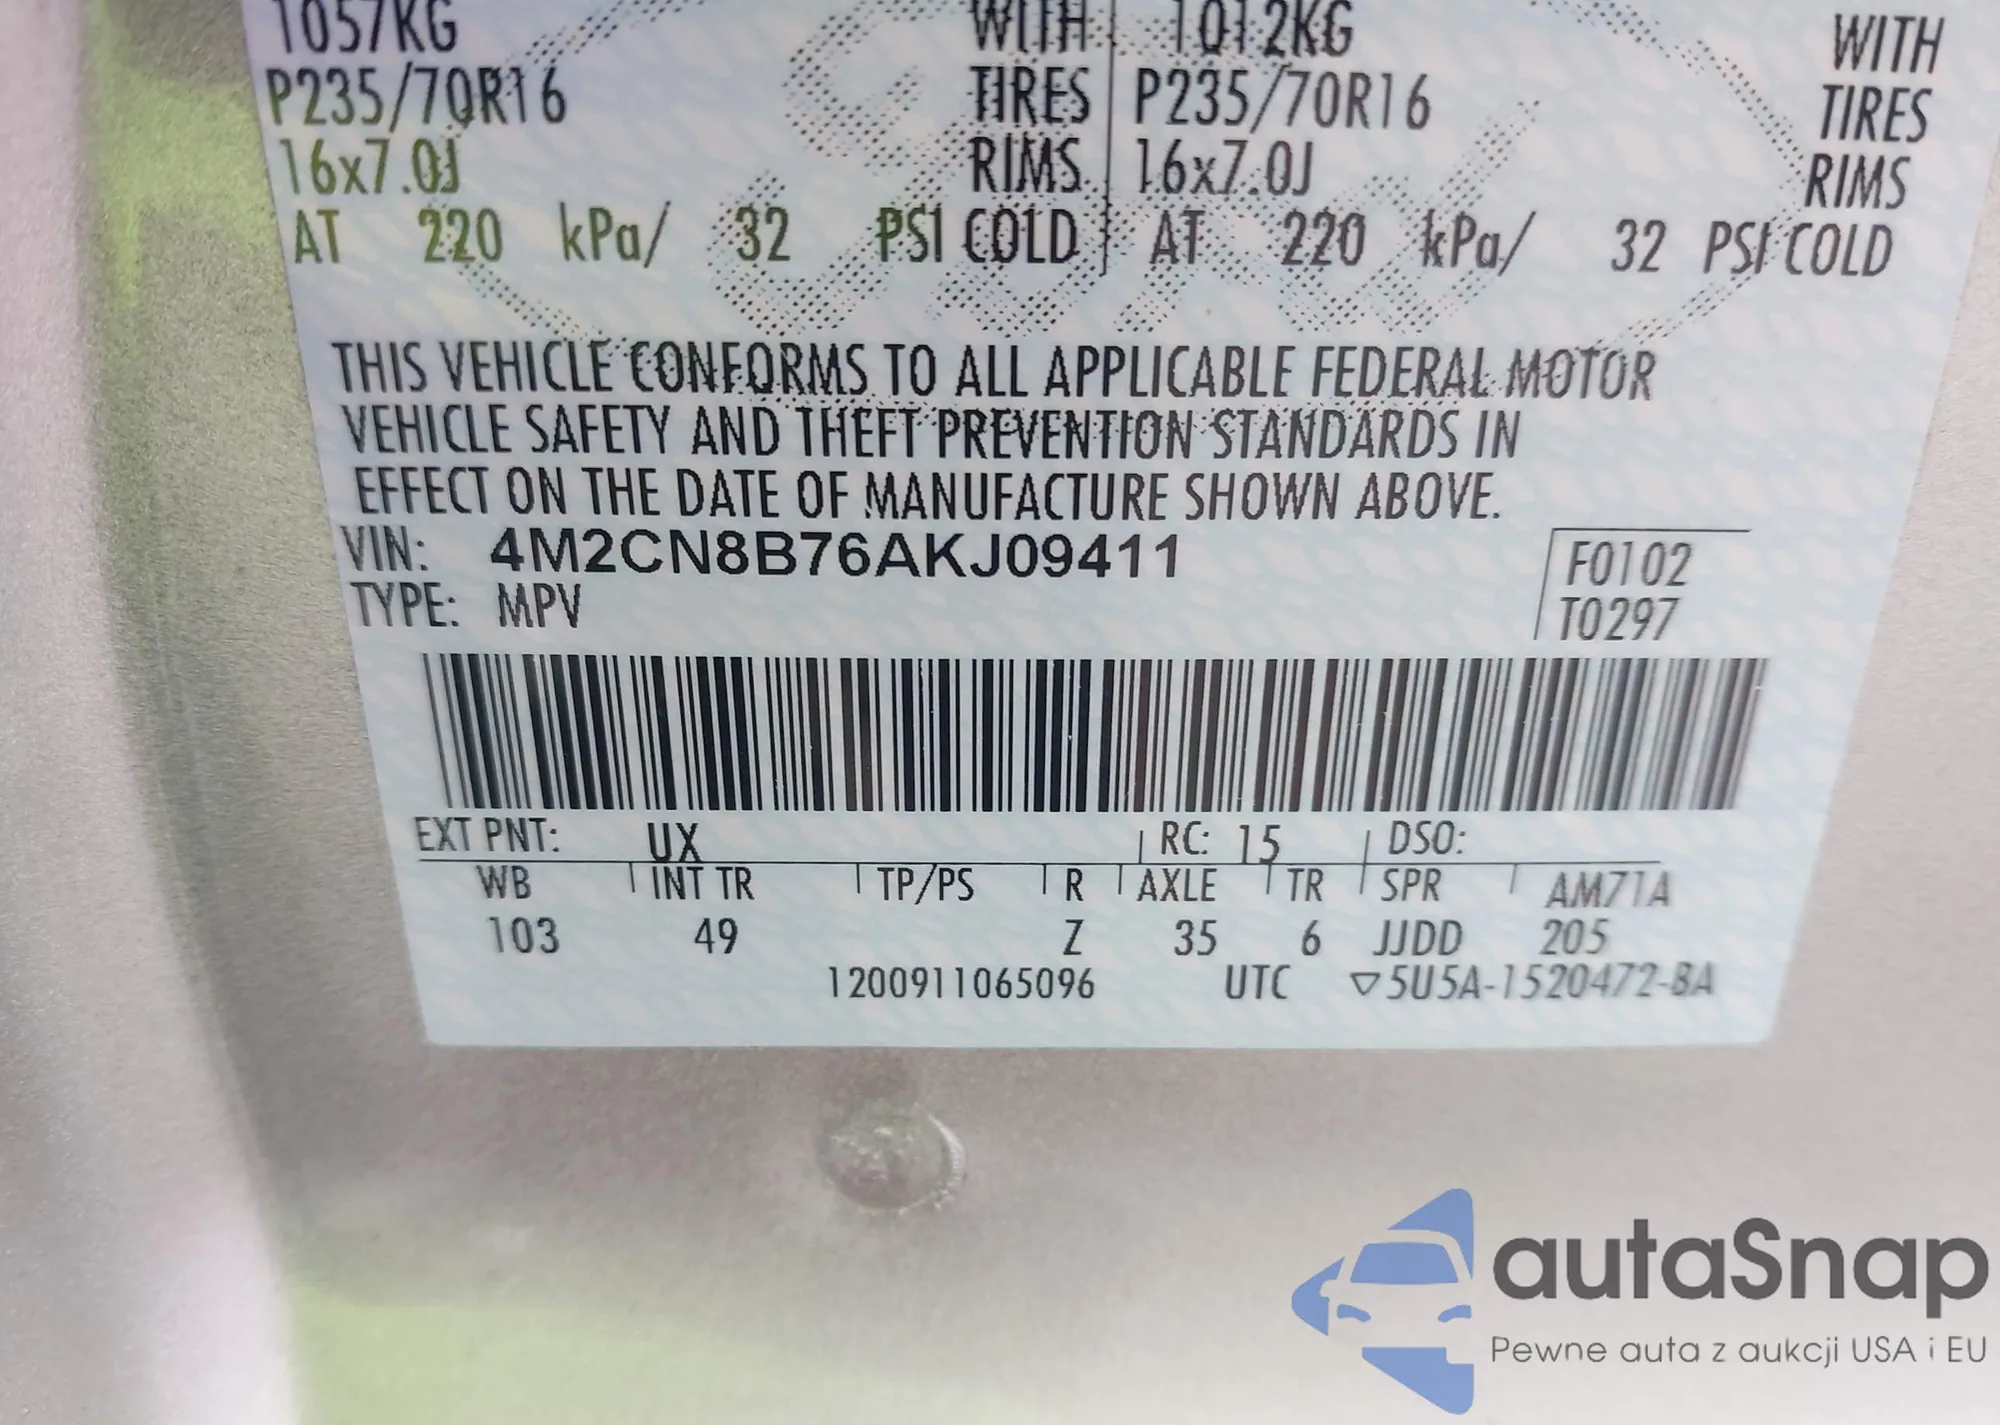 1057KG WITH 1012KG WITH
P235/70R16 TIRES P235/70R16 TIRES
16x7.0J RIMS 16x7.0J RIMS
AT 220 kPa/ 32 PSI COLD AT 220 kPa/ 32 PSI COLD
THIS VEHICLE CONFORMS TO ALL APPLICABLE FEDERAL MOTOR
VEHICLE SAFETY AND THEFT PREVENTION STANDARDS IN
EFFECT ON THE DATE OF MANUFACTURE SHOWN ABOVE.
VIN: 4M2CN8B76AKJ09411 F0102
TYPE: MPV T0297
EXT PNT: UX RC: 15 DSO:
WB INT TR TP/PS R AXLE TR SPR AM71A
103 49 Z 35 6 JJDD 205
1200911065096 UTC ▽5U5A-1520472-BA
autaSnap
Pewne auta z aukcji USA i EU